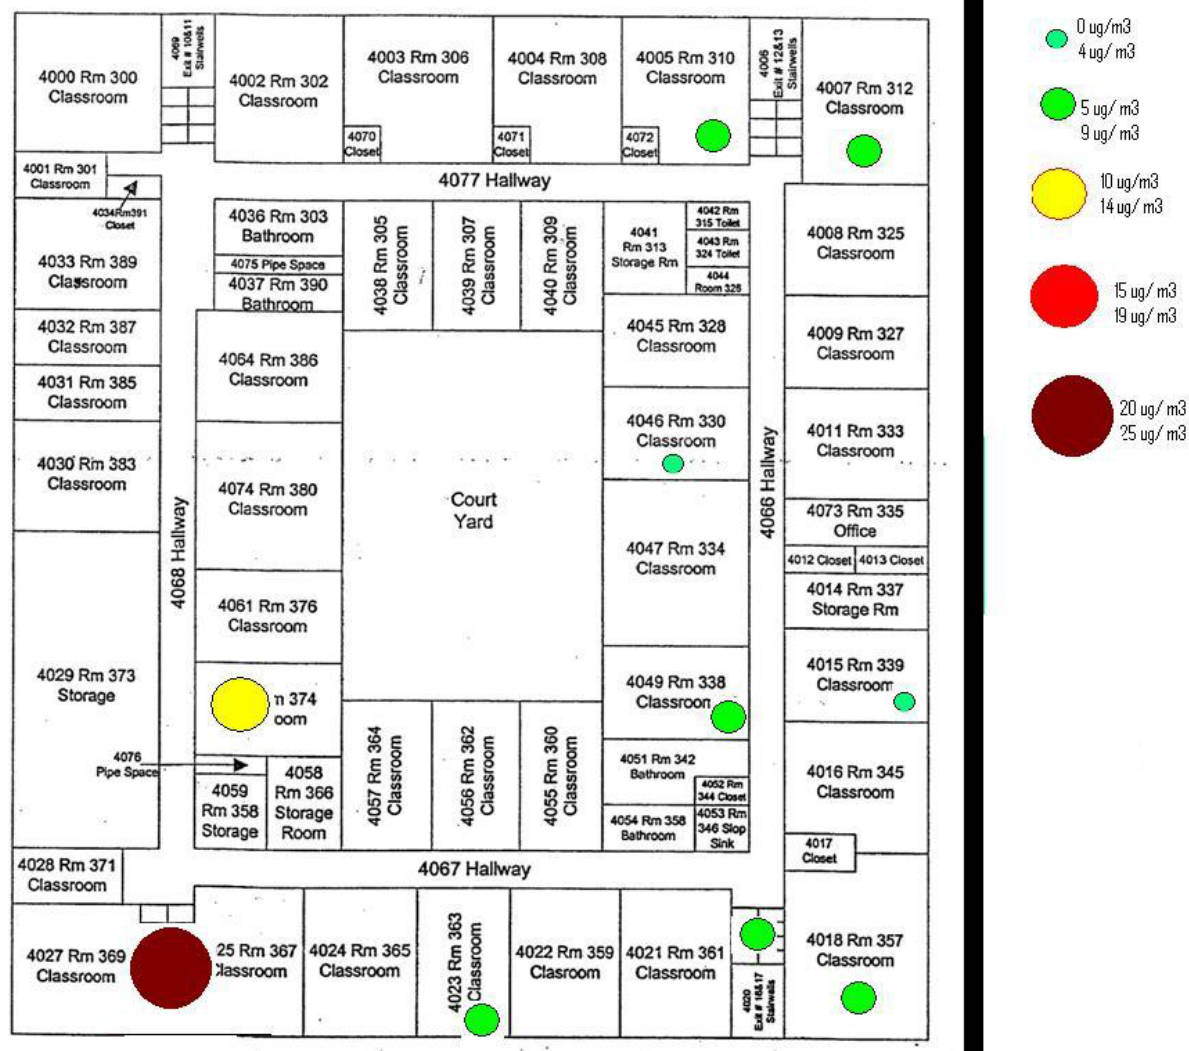 4000 Rm 300
Classroom
4069
Exit # 10&11
Stairwells
4002 Rm 302
Classroom
4003 Rm 306
Classroom
4004 Rm 308
Classroom
4005 Rm 310
Classroom
4006
Exit # 12&13
Stairwells
4007 Rm 312
Classroom
4070
Closet
4071
Closet
4072
Closet
4001 Rm 301
Classroom
4034Rm391
Closet
4077 Hallway
4036 Rm 303
Bathroom
4075 Pipe Space
4037 Rm 390
Bathroom
4038 Rm 305
Classroom
4039 Rm 307
Classroom
4040 Rm 309
Classroom
4041
Rm 313
Storage Rm
4042 Rm
315 Toilet
4043 Rm
324 Toilet
4044
Room 326
4008 Rm 325
Classroom
4033 Rm 389
Classroom
4032 Rm 387
Classroom
4031 Rm 385
Classroom
4030 Rm 383
Classroom
4064 Rm 386
Classroom
4074 Rm 380
Classroom
4061 Rm 376
Classroom
4068 Hallway
Court
Yard
4045 Rm 328
Classroom
4046 Rm 330
Classroom
4047 Rm 334
Classroom
4049 Rm 338
Classroon
4066 Hallway
4009 Rm 327
Classroom
4011 Rm 333
Classroom
4073 Rm 335
Office
4012 Closet
4013 Closet
4014 Rm 337
Storage Rm
4015 Rm 339
Classroom
4016 Rm 345
Classroom
4017
Closet
4029 Rm 373
Storage
374
oom
4076
Pipe Space
4059
Rm 358
Storage
4058
Rm 366
Storage
Room
4057 Rm 364
Classroom
4056 Rm 362
Classroom
4055 Rm 360
Classroom
4051 Rm 342
Bathroom
4052 Rm
344 Closet
4054 Rm 358
Bathroom
4053 Rm
346 Slop
Sink
4028 Rm 371
Classroom
4067 Hallway
4027 Rm 369
Classroom
25 Rm 367
Classroom
4024 Rm 365
Classroom
4023 Rm 363
Classroom
4022 Rm 359
Classroom
4021 Rm 361
Classroom
4020
Exit # 16&17
Stairwells
4018 Rm 357
Classroom
0 ug/m3
4ug/ m3
5 ug/ m3
9 ug/ m3
10 ug/m3
14 ug/ m3
15 ug/ m3
19 ug/ m3
20 ug/ m3
25 ug/ m3